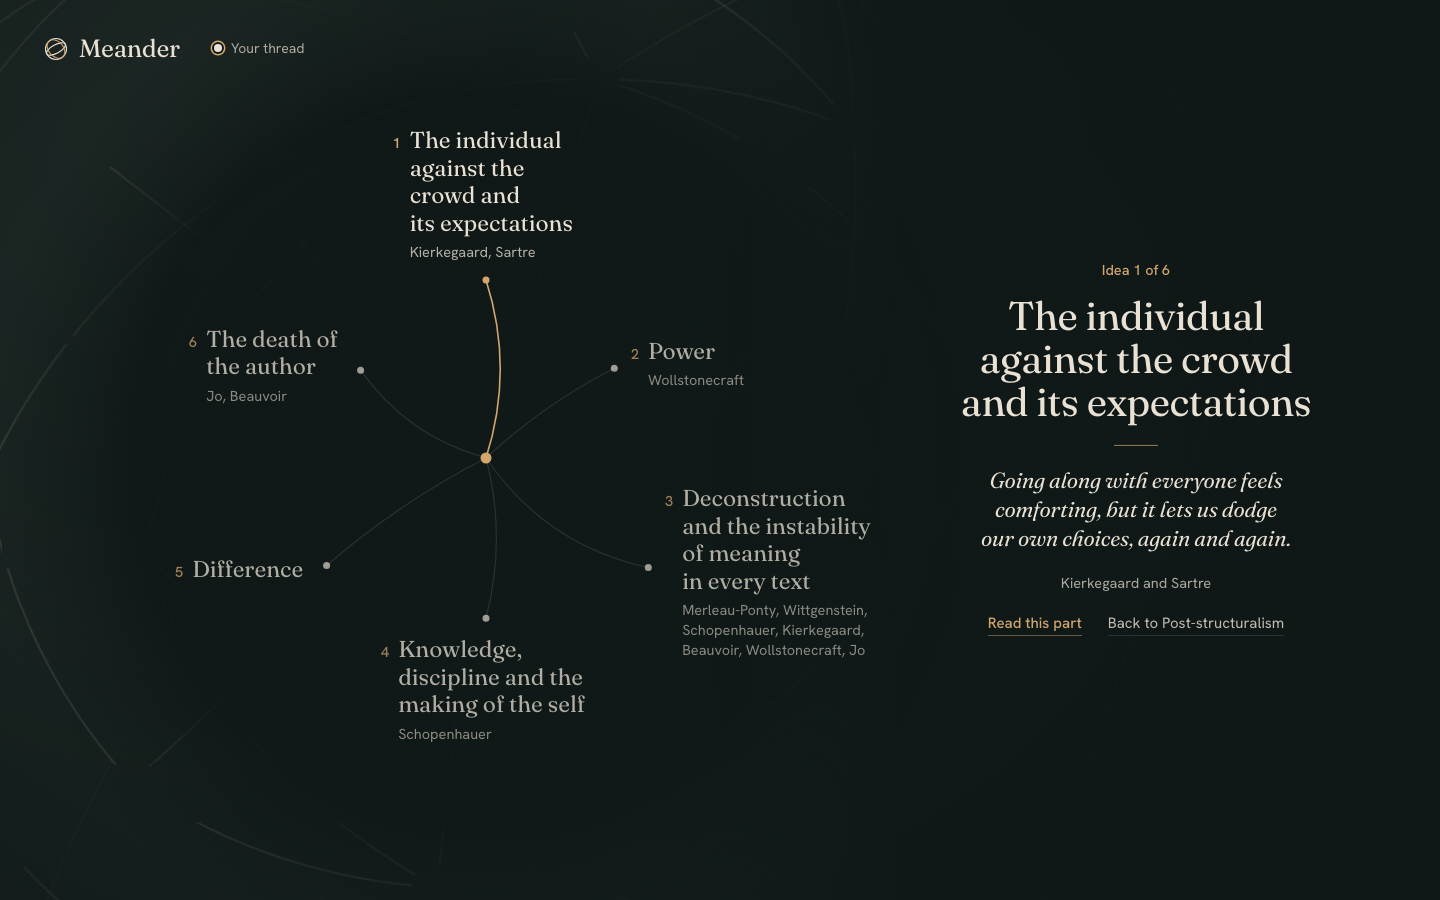 Meander
Your thread
1 The individual
against the
crowd and
its expectations
Kierkegaard, Sartre
2 Power
Wollstonecraft
3 Deconstruction
and the instability
of meaning
in every text
Merleau-Ponty, Wittgenstein,
Schopenhauer, Kierkegaard,
Beauvoir, Wollstonecraft, Jo
4 Knowledge,
discipline and the
making of the self
Schopenhauer
5 Difference
6 The death of
the author
Jo, Beauvoir
Idea 1 of 6
The individual
against the crowd
and its expectations
Going along with everyone feels
comforting, but it lets us dodge
our own choices, again and again.
Kierkegaard and Sartre
Read this part
Back to Post-structuralism